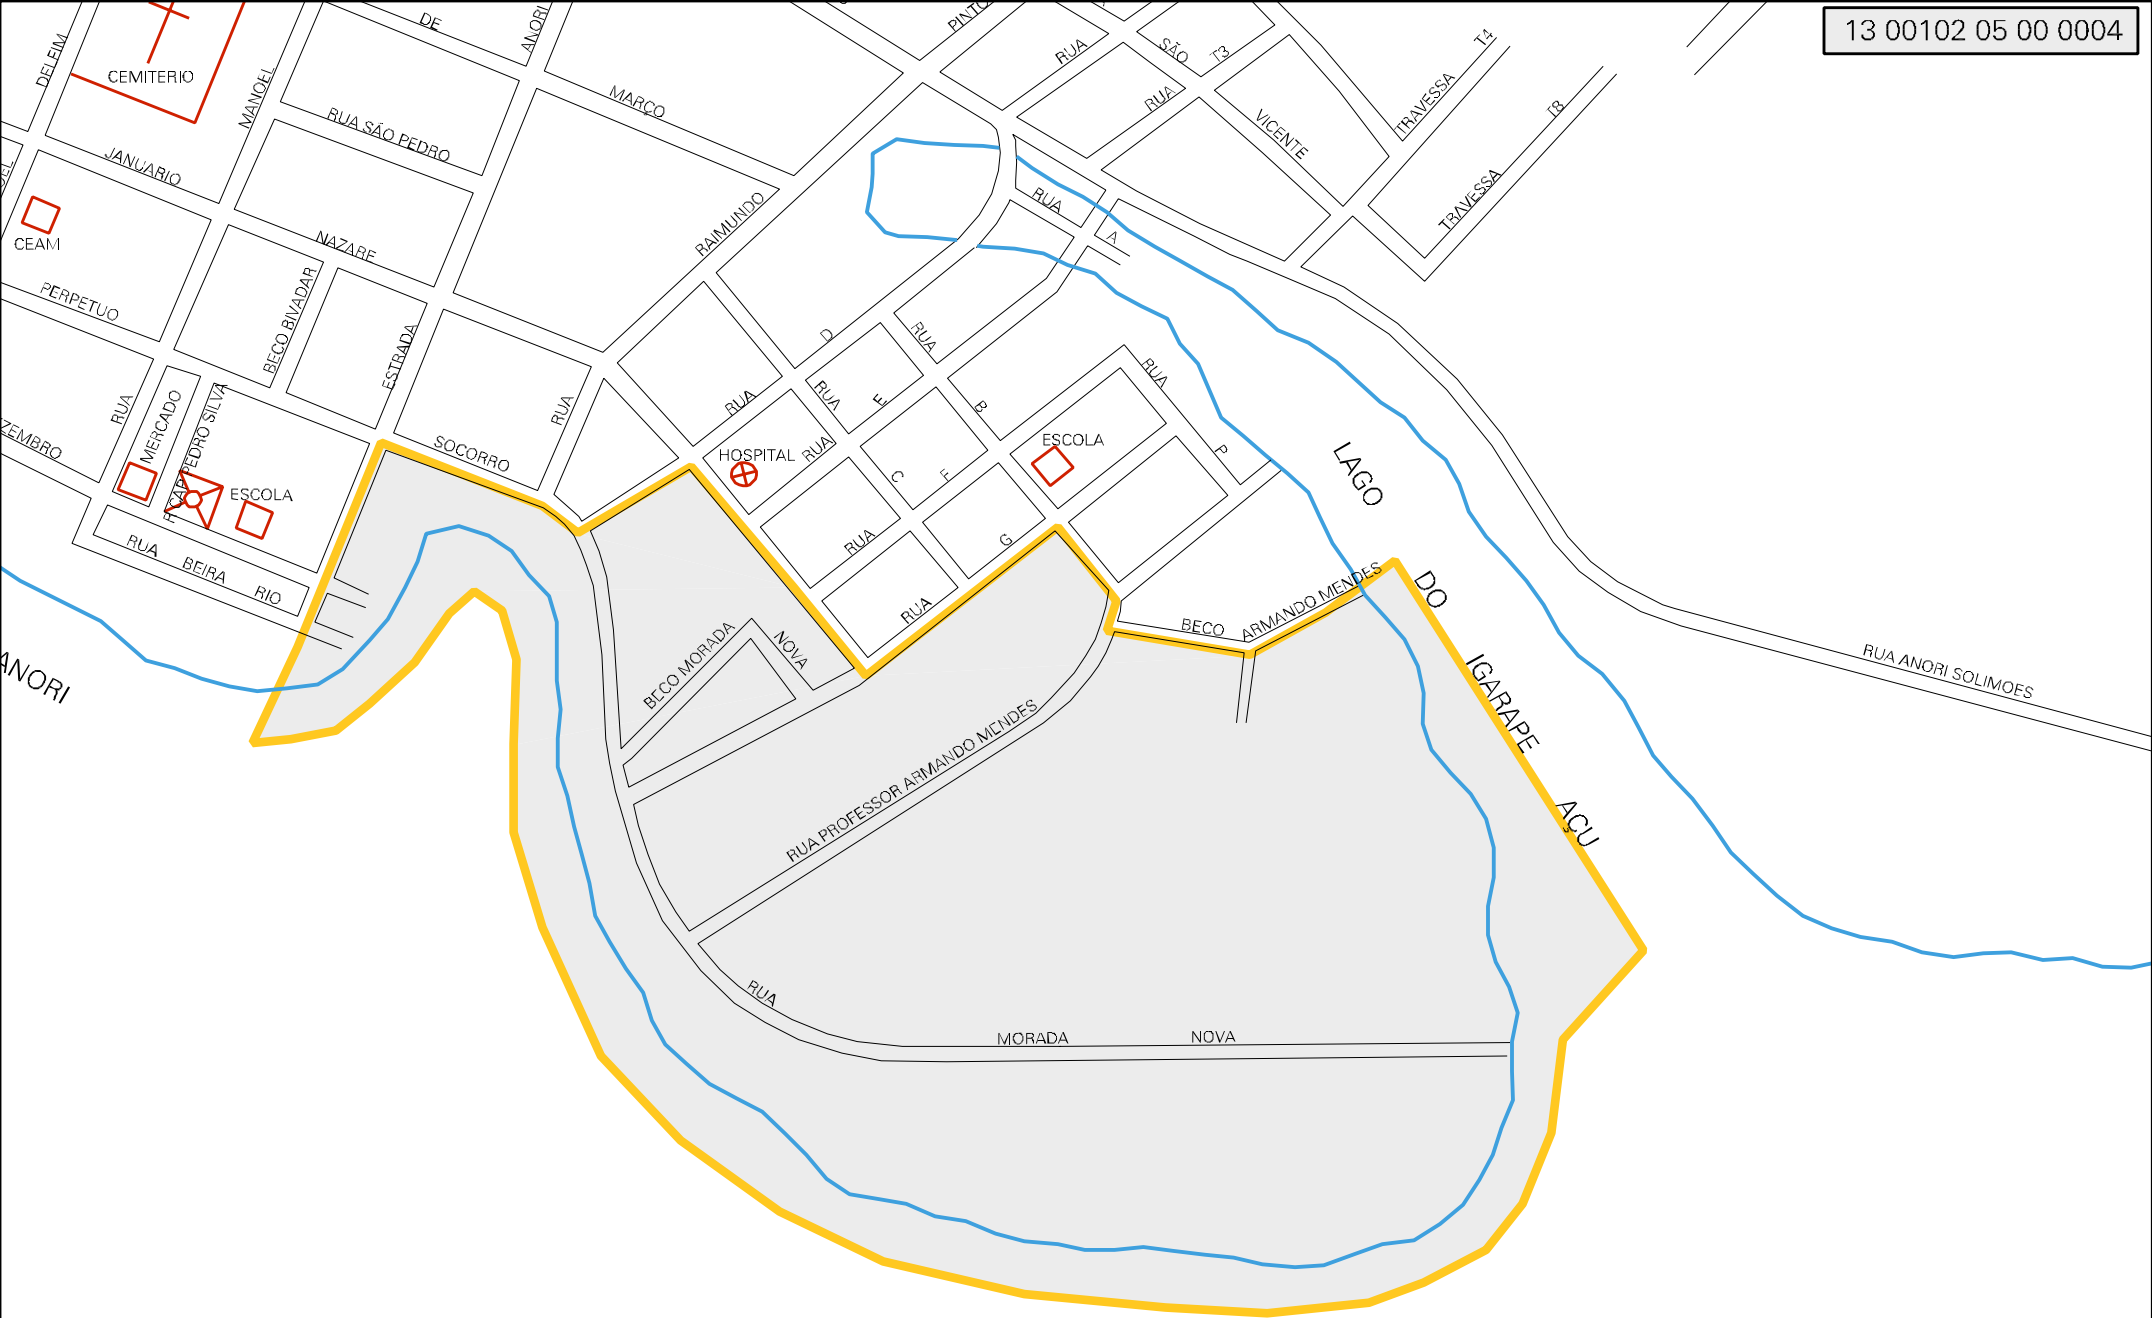 13 00102 05 00 0004
DE
ANORI
PINTO
DELFIM
CEMITERIO
MANOEL
MARÇO
RUA
SÃO
T3
T4
RUA
TRAVESSA
T8
VICENTE
RUA SÃO PEDRO
JANUARIO
TRAVESSA
RUA
RAIMUNDO
A
CEAM
NAZARE
PERPETUO
BECO BIVADAR
ESTRADA
D
RUA
RUA
RUA
RUA
E
B
RUA
MERCADO
PEDRO SILVA
RUA
ZEMBRO
SOCORRO
HOSPITAL
RUA
ESCOLA
P
LAGO
C
F
ESCOLA
RUA
BEIRA
RIO
RUA
G
DO
ARMANDO MENDES
BECO
RUA
IGARAPE
RUA ANORI SOLIMOES
BECO MORADA
NOVA
ANORI
RUA PROFESSOR ARMANDO MENDES
AÇU
RUA
MORADA
NOVA